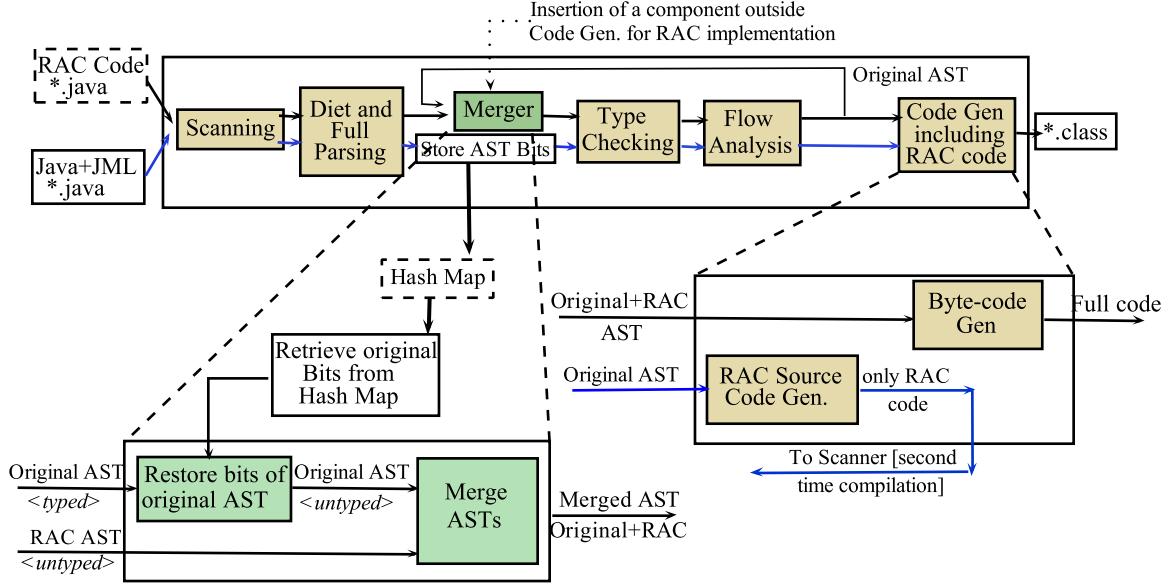 Insertion of a component outside
Code Gen. for RAC implementation
RAC Code
*.java
Original AST
Scanning
Diet and
Full
Parsing
Merger
Type
Checking
Flow
Analysis
Code Gen
including
RAC code
*.class
Store AST Bits
Java+JML
*.java
Hash Map
Retrieve original
Bits from
Hash Map
Original+RAC
AST
Byte-code
Gen
Full code
Original AST
RAC Source
Code Gen.
only RAC
code
To Scanner [second
time compilation]
Original AST
<typed>
Restore bits of
original AST
Original AST
<untyped>
Merge
ASTs
Merged AST
Original+RAC
RAC AST
<untyped>